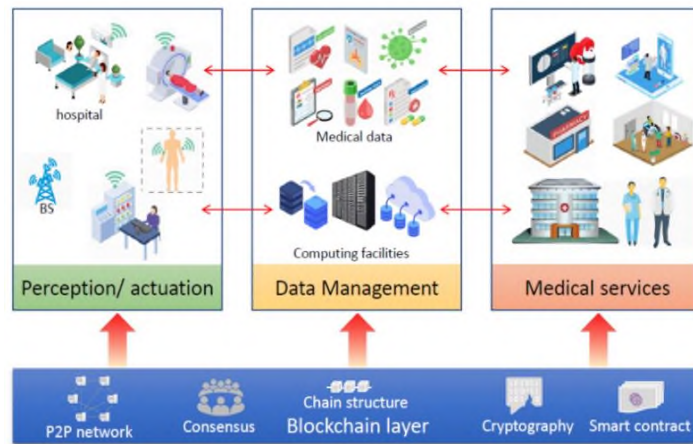 hospital
BS
Perception/ actuation
Medical data
Computing facilities
Data Management
PHARMACY
Medical services
P2P network
Consensus
Chain structure
Blockchain layer
Cryptography
Smart contract